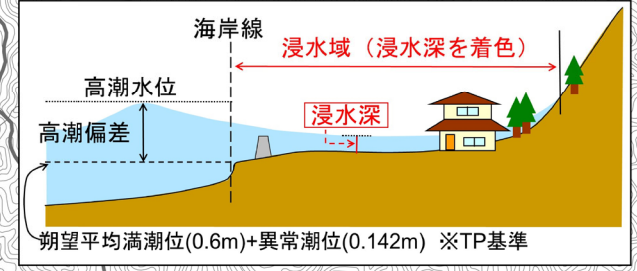 海岸線
浸水域（浸水深を着色）
高潮水位
浸水深
高潮偏差
朔望平均満潮位(0.6m)+異常潮位(0.142m) ※TP基準